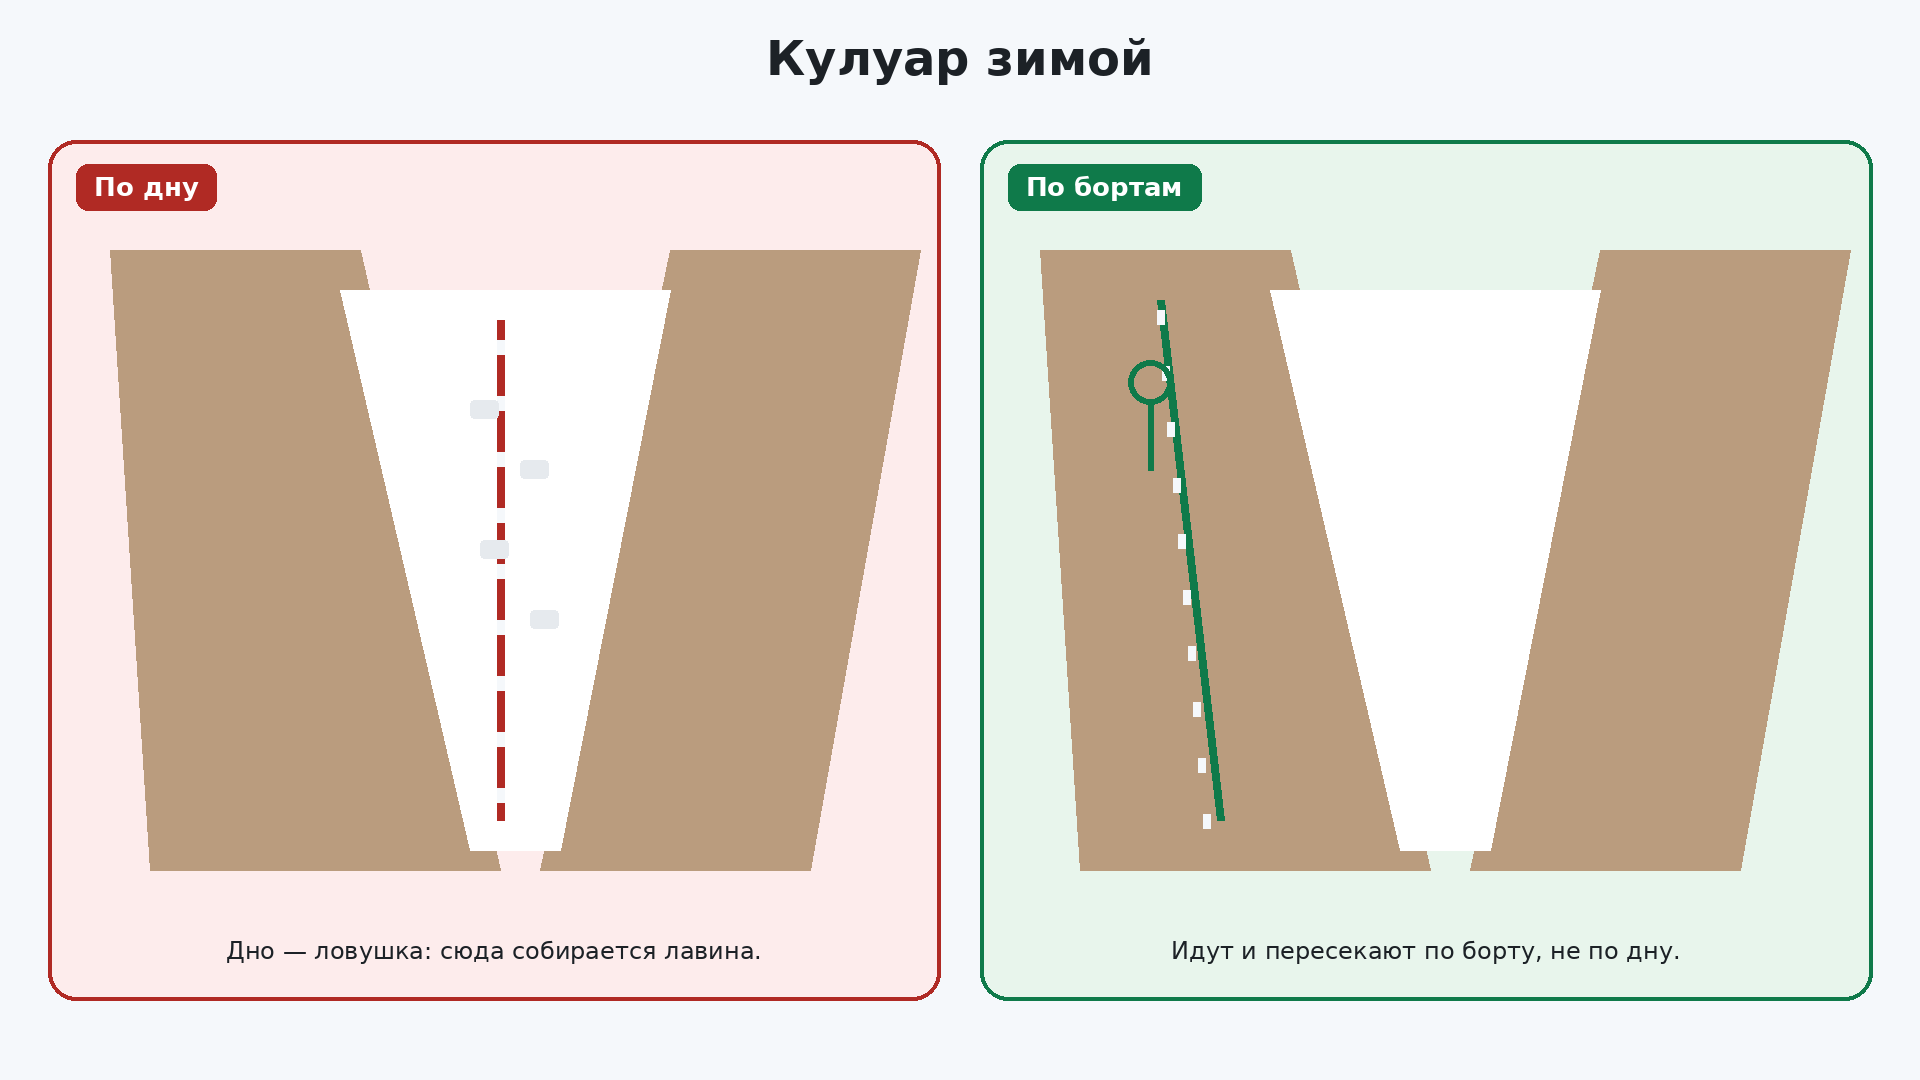 Кулуар зимой
По дну
По бортам
Дно — ловушка: сюда собирается лавина.
Идут и пересекают по борту, не по дну.